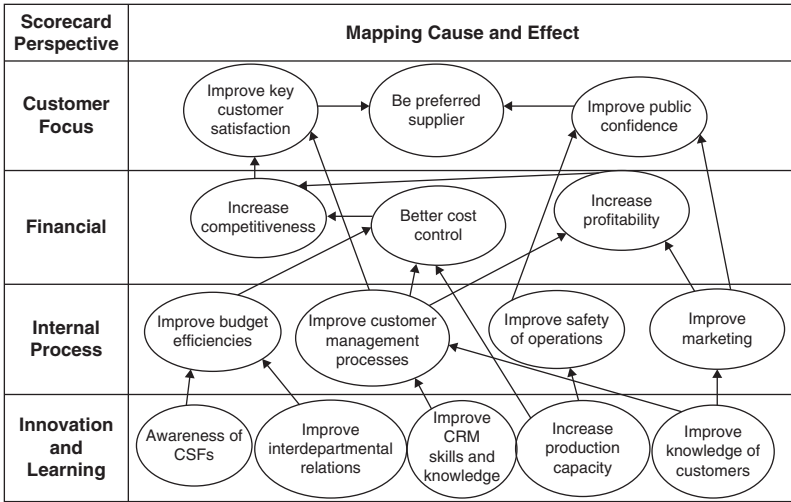 Scorecard
Perspective
Mapping Cause and Effect
Customer
Focus
Improve key
customer
satisfaction
Be preferred
supplier
Improve public
confidence
Financial
Increase
competitiveness
Better cost
control
Increase
profitability
Internal
Process
Improve budget
efficiencies
Improve customer
management
processes
Improve safety
of operations
Improve
marketing
Innovation
and
Learning
Awareness of
CSFs
Improve
interdepartmental
relations
Improve
CRM
skills and
knowledge
Increase
production
capacity
Improve
knowledge of
customers